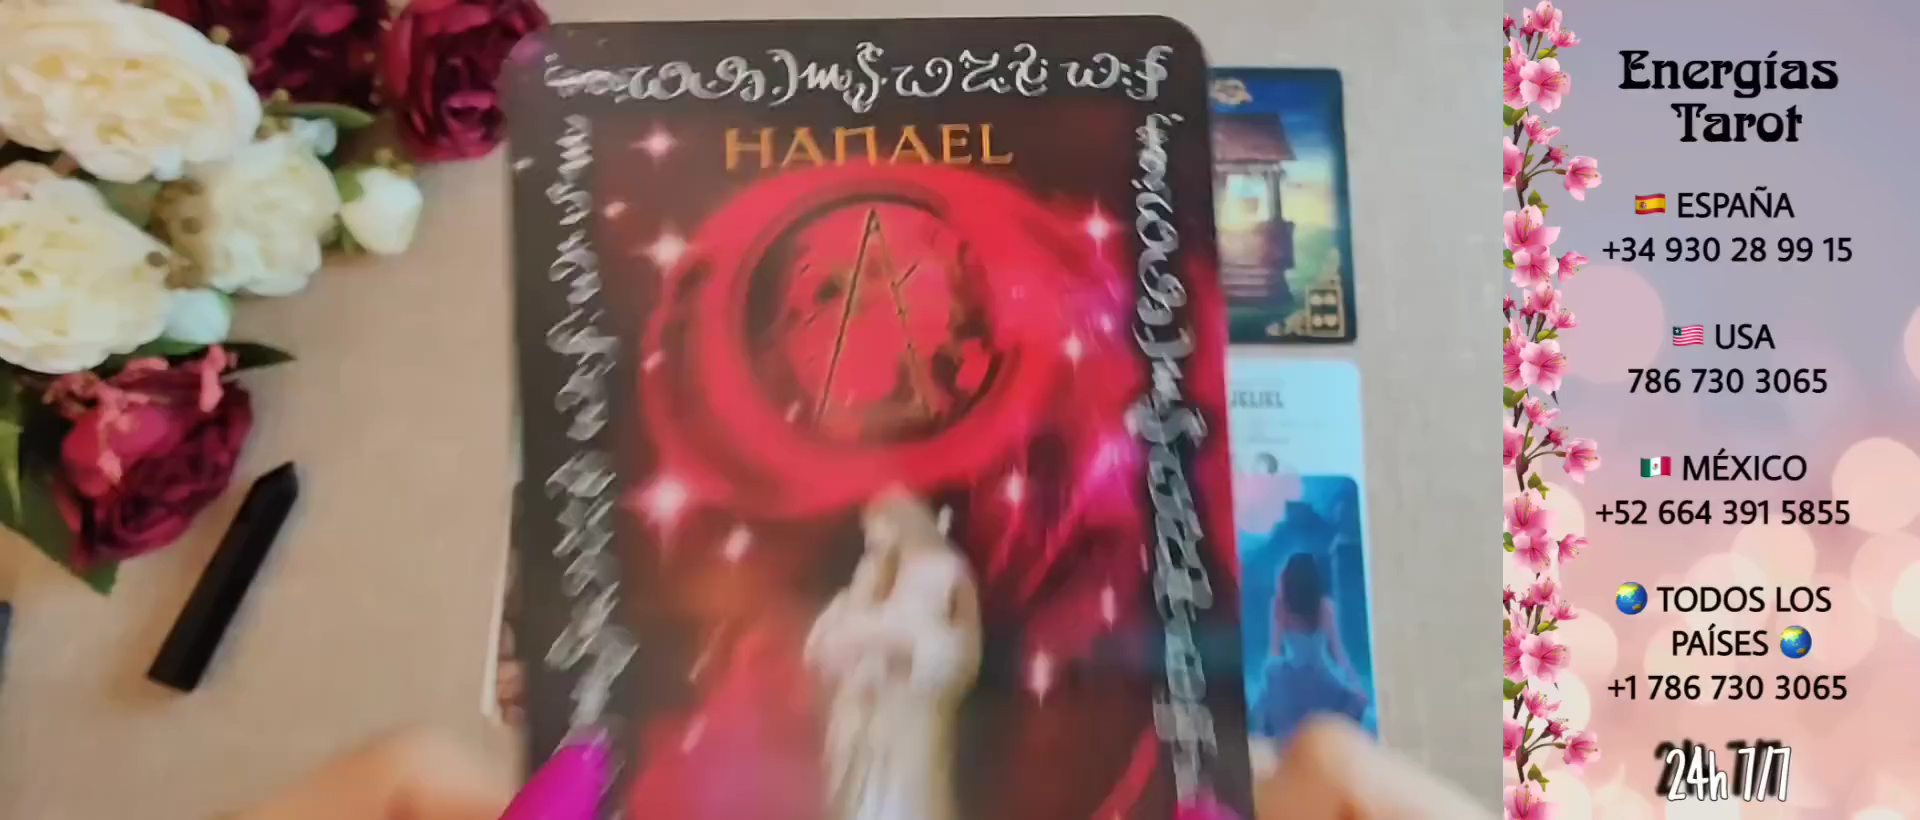 HANAEL
JELIEL
Energías
Tarot
🇪🇸 ESPAÑA
+34 930 28 99 15
🇺🇸 USA
786 730 3065
🇲🇽 MÉXICO
+52 664 391 5855
🌏 TODOS LOS
PAÍSES 🌏
+1 786 730 3065
24h 7/7